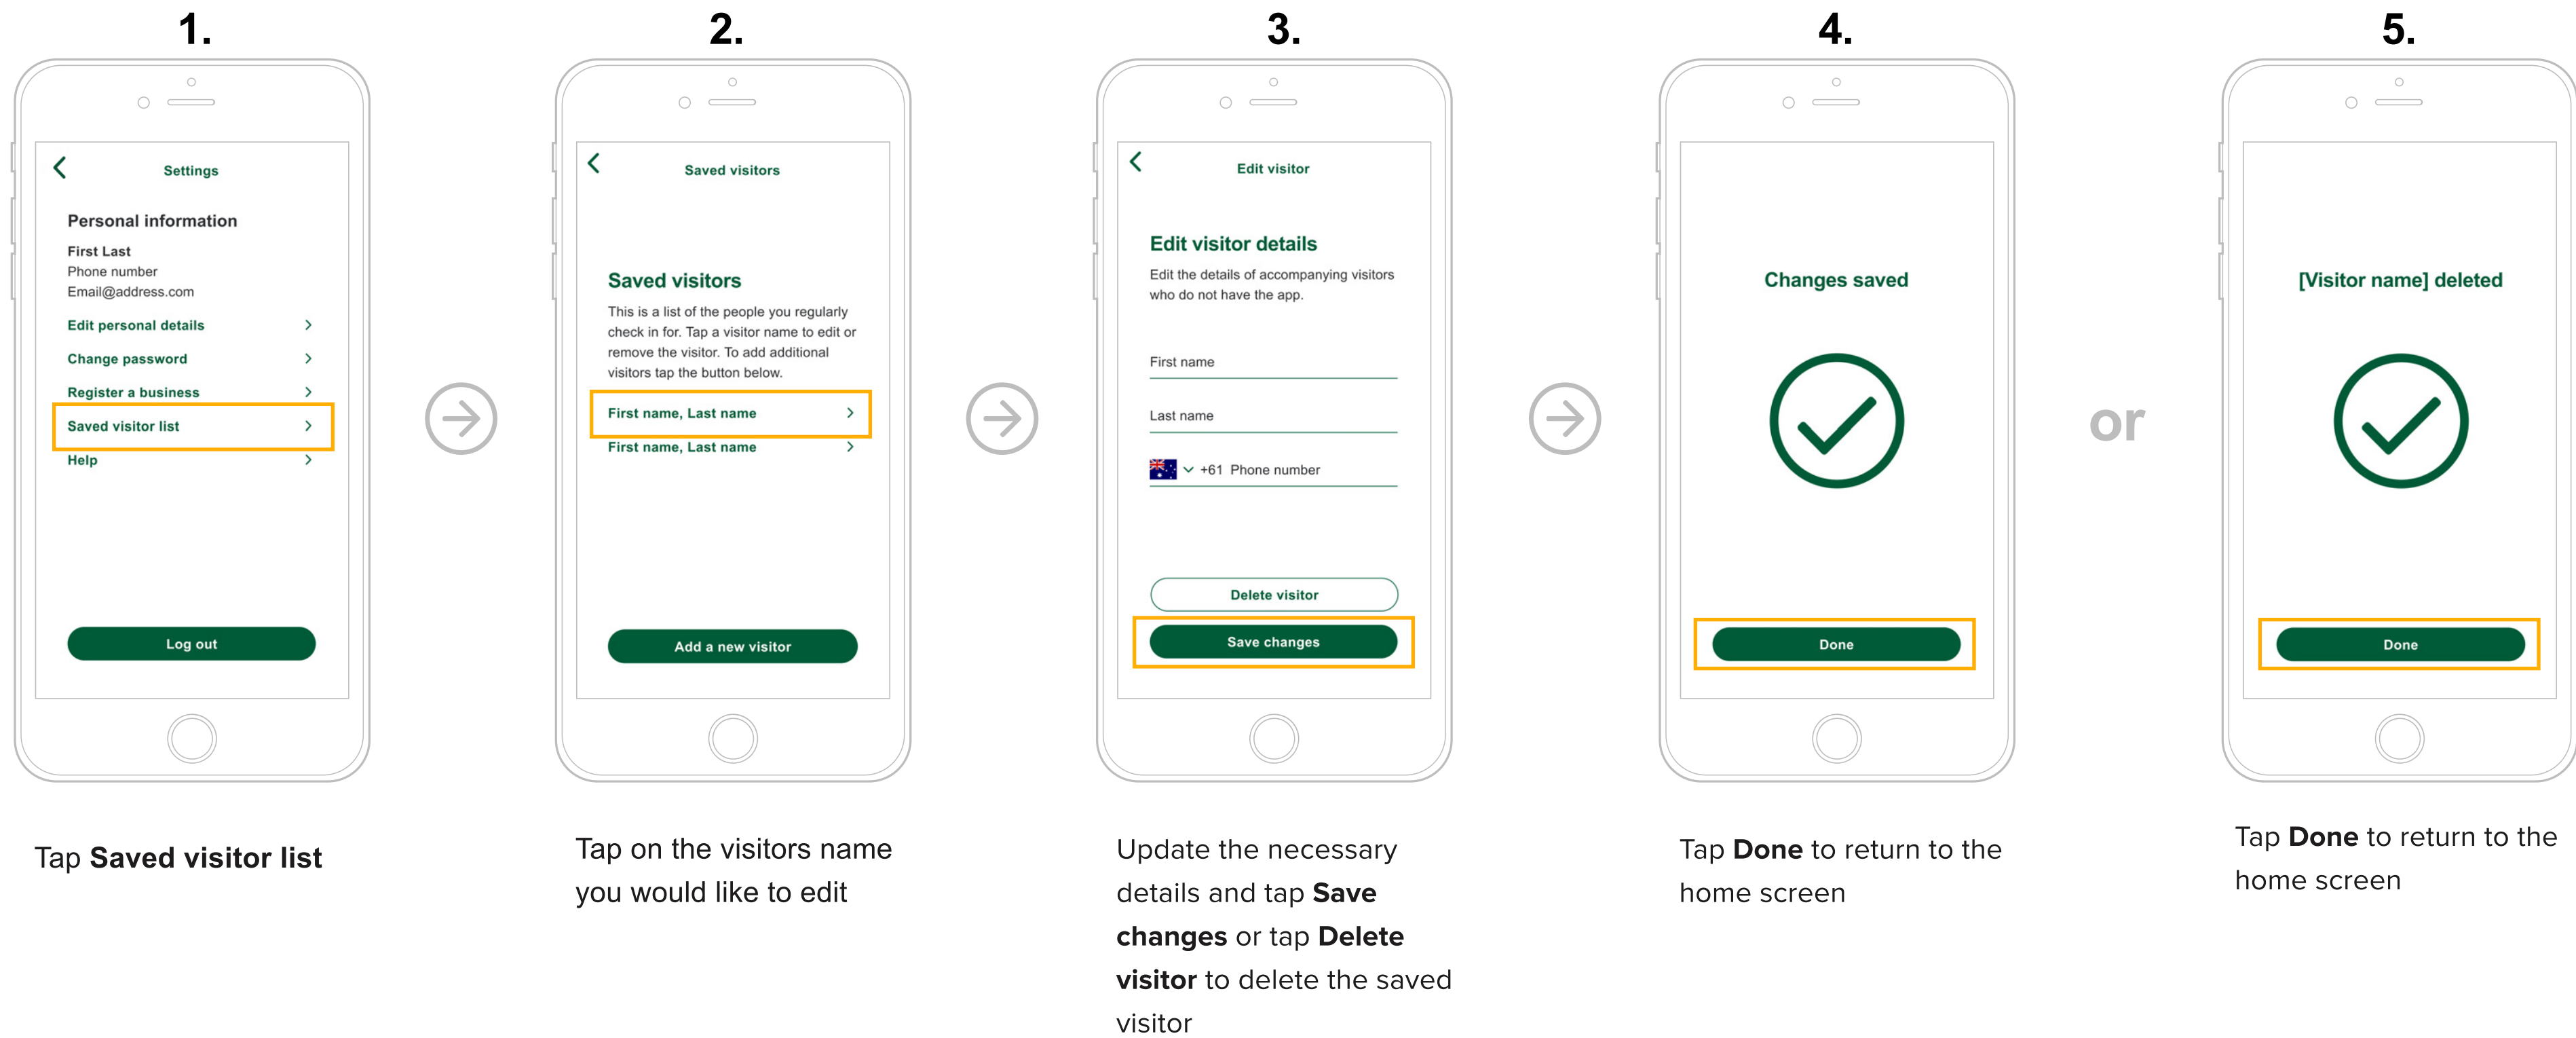 1.
Settings
Personal information
First Last
Phone number
Email@address.com
Edit personal details
Change password
Register a business
Saved visitor list
Help
Log out
Tap Saved visitor list
2.
Saved visitors
Saved visitors
This is a list of the people you regularly
check in for. Tap a visitor name to edit or
remove the visitor. To add additional
visitors tap the button below.
First name, Last name
First name, Last name
Add a new visitor
Tap on the visitors name
you would like to edit
3.
Edit visitor
Edit visitor details
Edit the details of accompanying visitors
who do not have the app.
First name
Last name
+61 Phone number
Delete visitor
Save changes
Update the necessary
details and tap Save
changes or tap Delete
visitor to delete the saved
visitor
4.
Changes saved
Done
Tap Done to return to the
home screen
or
5.
[Visitor name] deleted
Done
Tap Done to return to the
home screen